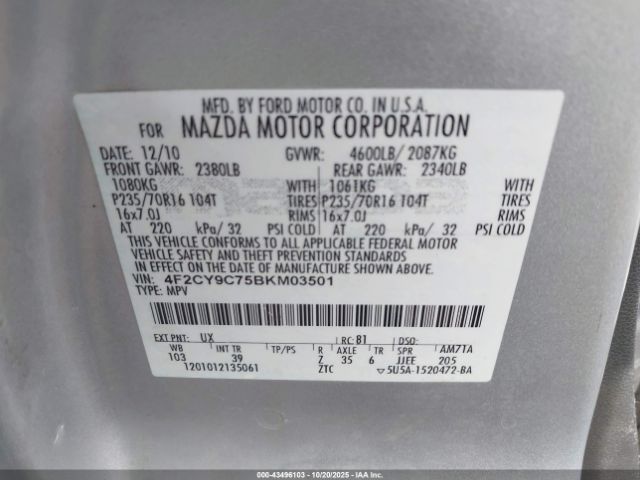 MFD. BY FORD MOTOR CO. IN U.S.A.
FOR MAZDA MOTOR CORPORATION
DATE: 12/10 GVWR: 4600LB/ 2087KG
FRONT GAWR: 2380LB REAR GAWR: 2340LB
1080KG WITH 1061KG WITH
P235/70R16 104T TIRES P235/70R16 104T TIRES
16x7.0J RIMS 16x7.0J RIMS
AT 220 kPa/ 32 PSI COLD AT 220 kPa/ 32 PSI COLD
THIS VEHICLE CONFORMS TO ALL APPLICABLE FEDERAL MOTOR
VEHICLE SAFETY AND THEFT PREVENTION STANDARDS
IN EFFECT ON THE DATE OF MANUFACTURE SHOWN ABOVE.
VIN: 4F2CY9C75BKM03501
TYPE: MPV
EXT PNT: UX RC: 81 DSO:
WB INT TR TP/PS R AXLE TR SPR AM7TA
103 39 Z 35 6 JJEE 205
1201012135061 ZTC ▽5U5A-1520472-BA
000-43496103 - 10/20/2025 - IAA Inc.